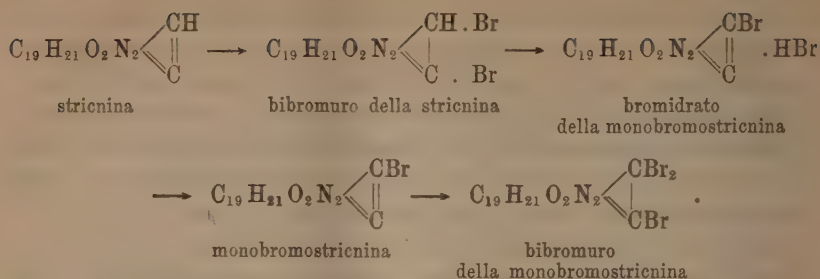 CH CH.Br CBr
C₁₉H₂₁O₂N₂ → C₁₉H₂₁O₂N₂ → C₁₉H₂₁O₂N₂ .HBr
C C.Br C
stricnina bibromuro della stricnina bromidrato
della monobromostricnina
CBr CBr₂
→ C₁₉H₂₁O₂N₂ → C₁₉H₂₁O₂N₂ .
C CBr
monobromostricnina bibromuro
della monobromostricnina